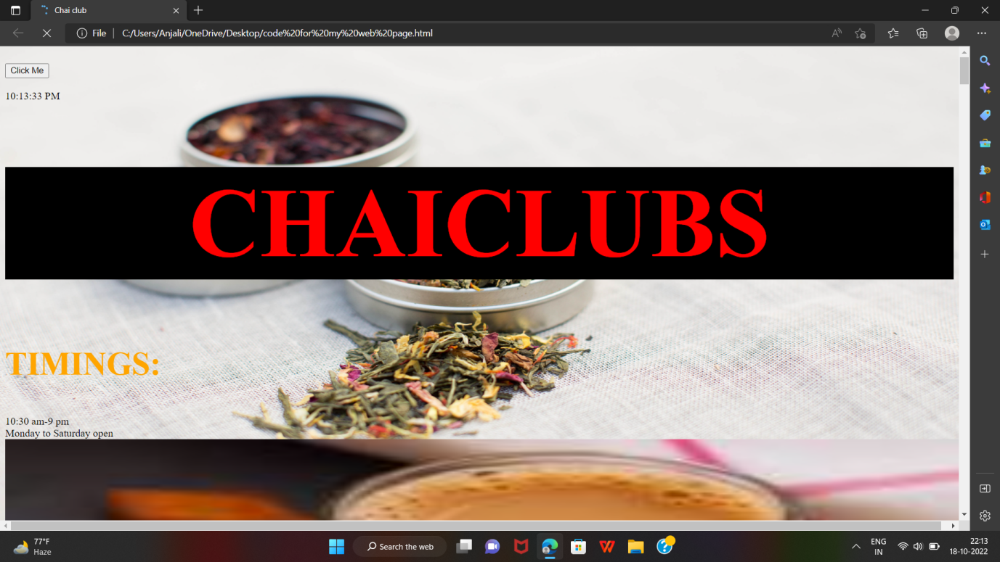 Chai club
File
C:/Users/Anjali/OneDrive/Desktop/code%20for%20my%20web%20page.html
Click Me
10:13:33 PM
CHAICLUBS
TIMINGS:
10:30 am-9 pm
Monday to Saturday open
77°F
Haze
Search the web
ENG
IN
22:13
18-10-2022